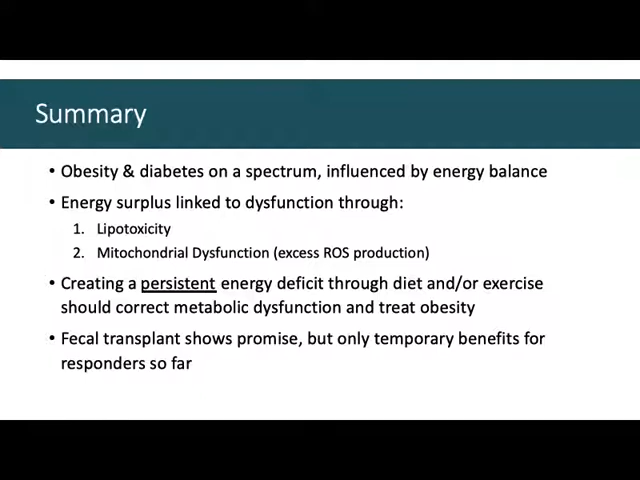 Summary
• Obesity & diabetes on a spectrum, influenced by energy balance
• Energy surplus linked to dysfunction through:
1. Lipotoxicity
2. Mitochondrial Dysfunction (excess ROS production)
• Creating a persistent energy deficit through diet and/or exercise
should correct metabolic dysfunction and treat obesity
• Fecal transplant shows promise, but only temporary benefits for
responders so far